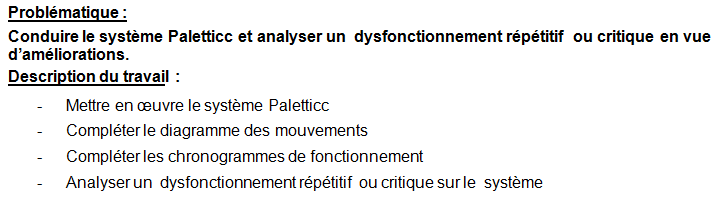 Problématique :
Conduire le système Paletticc et analyser un dysfonctionnement répétitif ou critique en vue
d'améliorations.
Description du travail :
- Mettre en œuvre le système Paletticc
- Compléter le diagramme des mouvements
- Compléter les chronogrammes de fonctionnement
- Analyser un dysfonctionnement répétitif ou critique sur le système